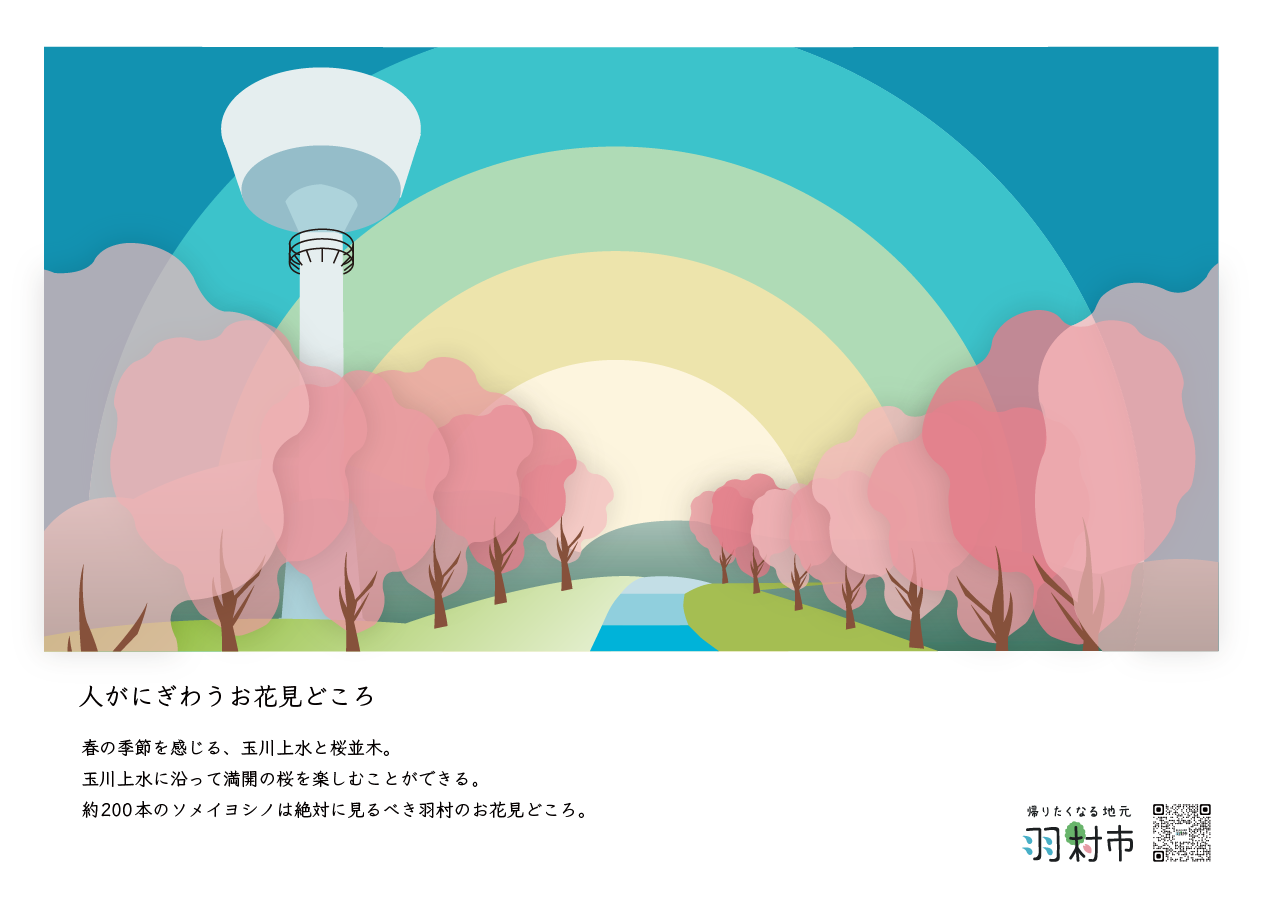 人がにぎわうお花見どころ
春の季節を感じる、玉川上水と桜並木。
玉川上水に沿って満開の桜を楽しむことができる。
約200本のソメイヨシノは絶対に見るべき羽村のお花見どころ。
帰りたくなる地元
羽村市